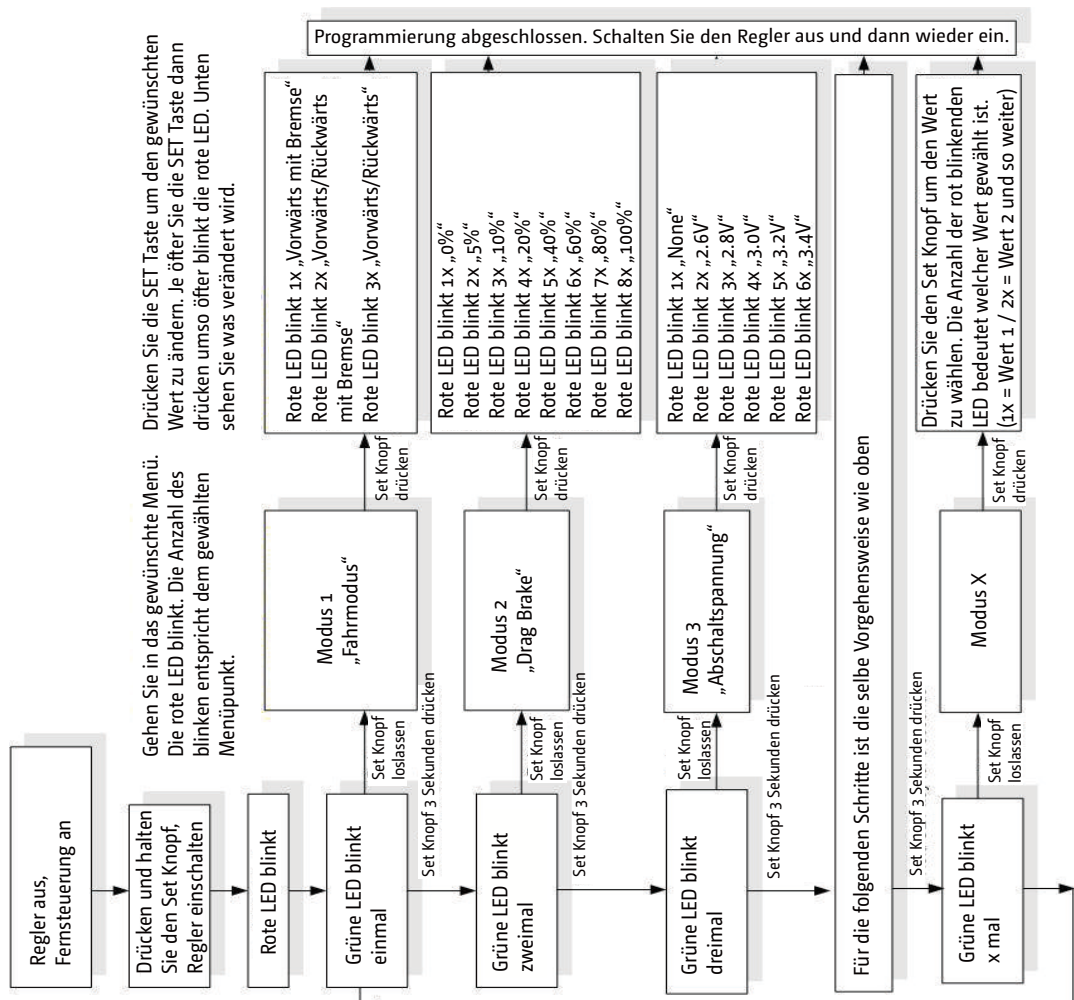 Regler aus,
Fernsteuerung an
Drücken und halten
Sie den Set Knopf,
Regler einschalten
Rote LED blinkt
Gehen Sie in das gewünschte Menü.
Die rote LED blinkt. Die Anzahl des
blinken entspricht dem gewählten
Menüpunkt.
Drücken Sie die SET Taste um den gewünschten
Wert zu ändern. Je öfter Sie die SET Taste dann
drücken umso öfter blinkt die rote LED. Unten
sehen Sie was verändert wird.
Grüne LED blinkt
einmal
Set Knopf
loslassen
Modus 1
„Fahrmodus“
Set Knopf
drücken
Rote LED blinkt 1x „Vorwärts mit Bremse“
Rote LED blinkt 2x „Vorwärts/Rückwärts
mit Bremse“
Rote LED blinkt 3x „Vorwärts/Rückwärts“
Set Knopf 3 Sekunden drücken
Grüne LED blinkt
zweimal
Set Knopf
loslassen
Modus 2
„Drag Brake“
Set Knopf
drücken
Rote LED blinkt 1x „0%“
Rote LED blinkt 2x „5%“
Rote LED blinkt 3x „10%“
Rote LED blinkt 4x „20%“
Rote LED blinkt 5x „40%“
Rote LED blinkt 6x „60%“
Rote LED blinkt 7x „80%“
Rote LED blinkt 8x „100%“
Set Knopf 3 Sekunden drücken
Grüne LED blinkt
dreimal
Set Knopf
loslassen
Modus 3
„Abschaltspannung“
Set Knopf
drücken
Rote LED blinkt 1x „None“
Rote LED blinkt 2x „2.6V“
Rote LED blinkt 3x „2.8V“
Rote LED blinkt 4x „3.0V“
Rote LED blinkt 5x „3.2V“
Rote LED blinkt 6x „3.4V“
Set Knopf 3 Sekunden drücken
Für die folgenden Schritte ist die selbe Vorgehensweise wie oben
Set Knopf 3 Sekunden drücken
Grüne LED blinkt
x mal
Set Knopf
loslassen
Modus X
Set Knopf
drücken
Drücken Sie den Set Knopf um den Wert
zu wählen. Die Anzahl der rot blinkenden
LED bedeutet welcher Wert gewählt ist.
(1x = Wert 1 / 2x = Wert 2 und so weiter)
Programmierung abgeschlossen. Schalten Sie den Regler aus und dann wieder ein.